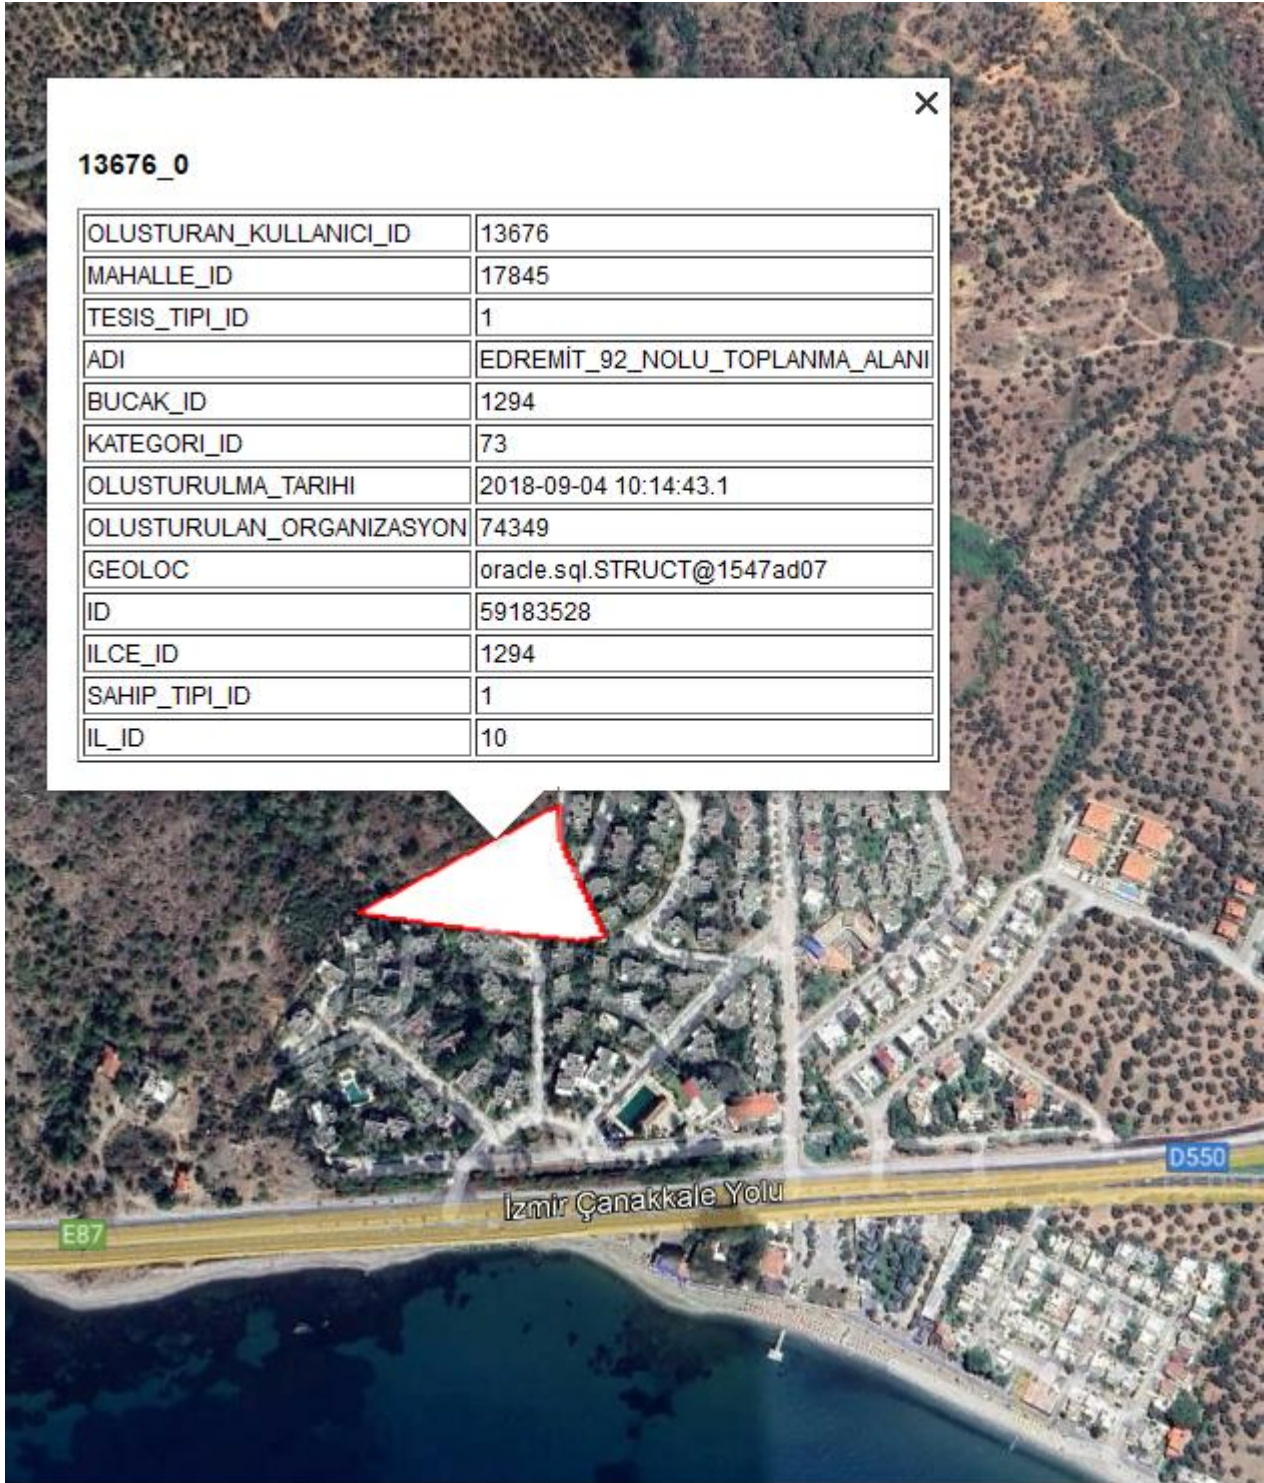 13676_0
OLUSTURAN_KULLANICI_ID 13676
MAHALLE_ID 17845
TESIS_TIPI_ID 1
ADI EDREMİT_92_NOLU_TOPLANMA_ALANI
BUCAK_ID 1294
KATEGORI_ID 73
OLUSTURULMA_TARIHI 2018-09-04 10:14:43.1
OLUSTURULAN_ORGANIZASYON 74349
GEOLOC oracle.sql.STRUCT@1547ad07
ID 59183528
ILCE_ID 1294
SAHIP_TIPI_ID 1
IL_ID 10
D550
İzmir Çanakkale Yolu
E87